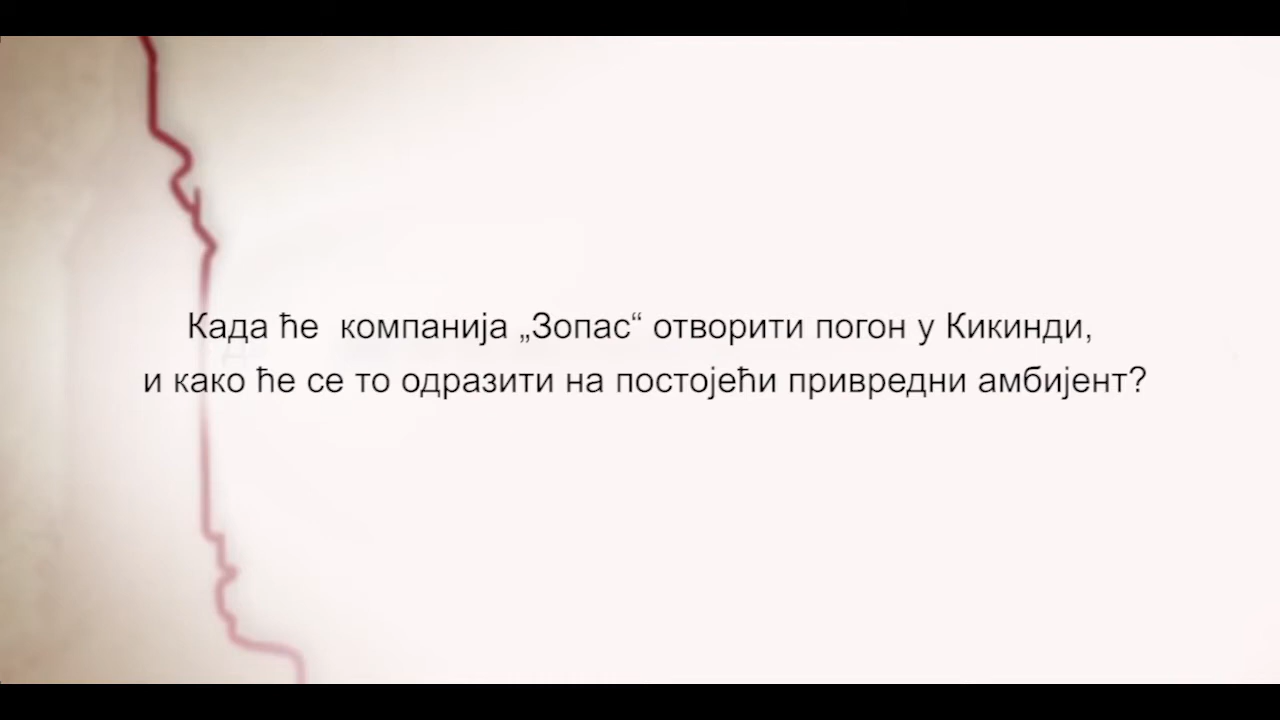 Када ће  компанија „Зопас“ отворити погон у Кикинди,
и како ће се то одразити на постојећи привредни амбијент?